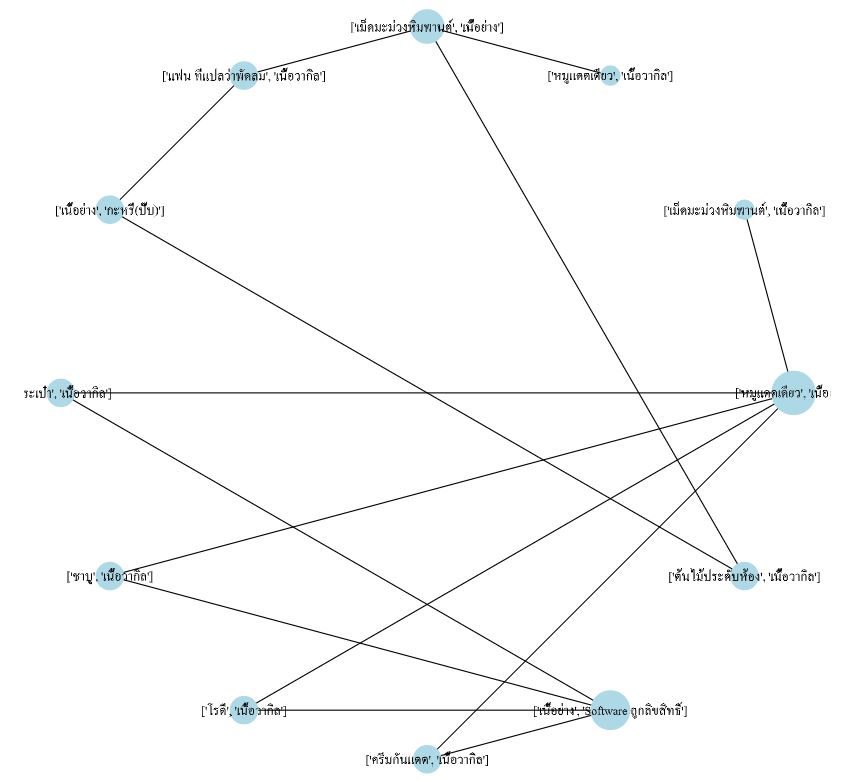 ['เม็ดมะม่วงหิมพานต์', 'เนื้อย่าง']
['แฟน ที่แปลว่าพัดลม', 'เนื้อวากิล']
['หมูแดดเดียว', 'เนื้อวากิล']
['เนื้อย่าง', 'กะหรี่(ปั๊บ)']
['เม็ดมะม่วงหิมพานต์', 'เนื้อวากิล']
ระเป๋า', 'เนื้อวากิล']
['หมูแดดเดียว', 'เนื้อ
['ชาบู', 'เนื้อวากิล']
['ต้นไม้ประดับห้อง', 'เนื้อวากิล']
['โรตี', 'เนื้อวากิล']
['เนื้อย่าง', 'Software ถูกลิขสิทธิ์']
['ครีมกันแดด', 'เนื้อวากิล']